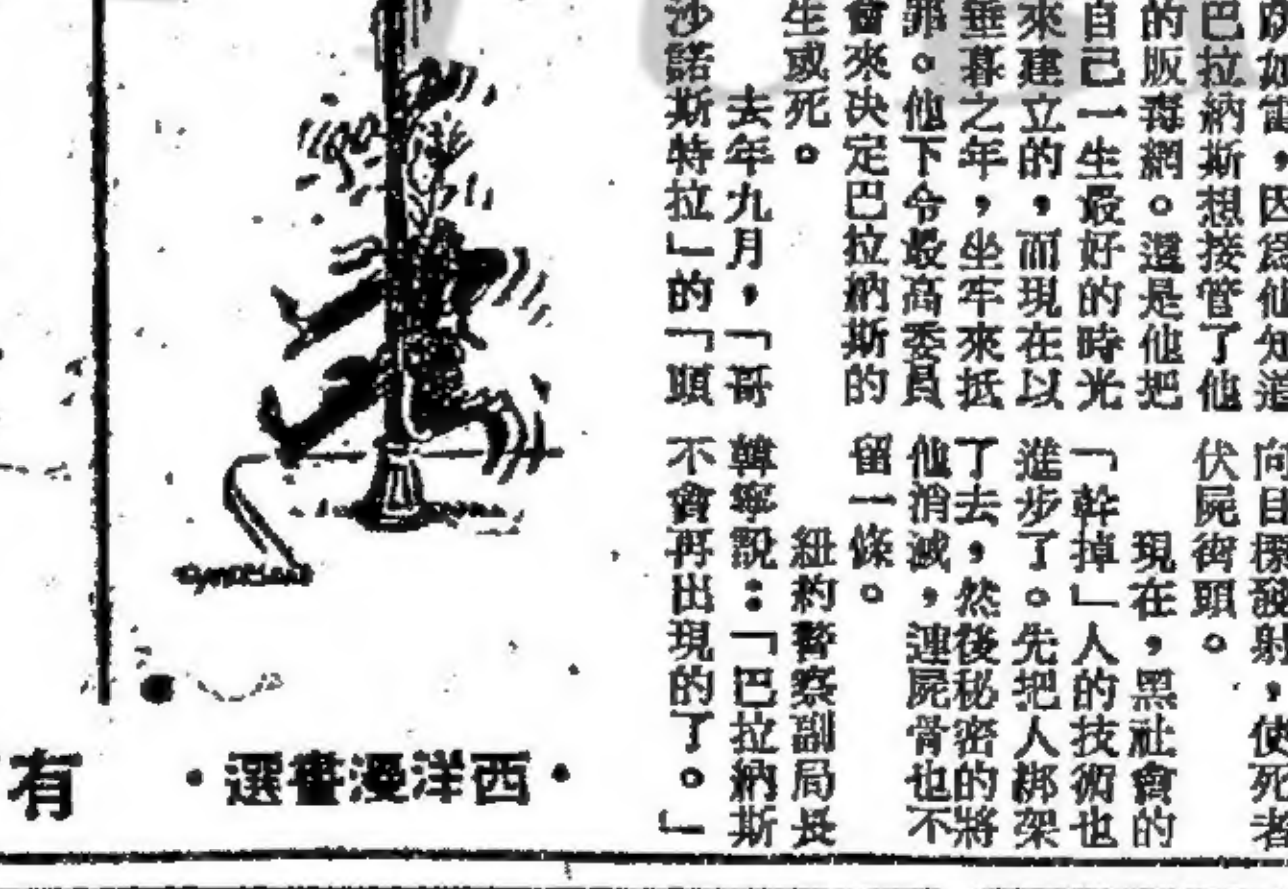 如雷，因爲他知道
巴拉納斯想接管了他
的販毒網。還是他把
自己一生最好的時光
來建立的，而現在以
垂暮之年，坐牢來抵
罪。他下令最高委員
會來决定巴拉納斯的
生或死。
去年九月，「哥
沙諾斯特拉」的「頭
向目標發射，使死者
伏屍街頭。
現在，黑社會的
「幹掉」人的技術也
進步了。先把人綁架
了去，然後秘密的將
他消滅，連屍骨也不
留一條。
紐約警察副局長
韓寧說：「巴拉納斯
不會再出現的了。」
•西洋漫畫選•
有